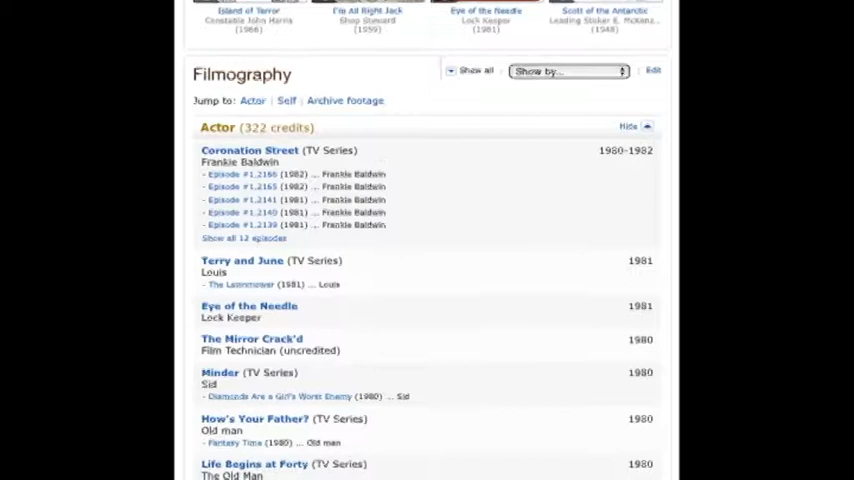 Island of Terror
Constable John Harris
(1966)
I'm All Right Jack
Shop Steward
(1959)
Eye of the Needle
Lock Keeper
(1981)
Scott of the Antarctic
Leading Stoker E. McKenz...
(1948)
Filmography
Show all
Show by...
Edit
Jump to: Actor | Self | Archive footage
Actor (322 credits) Hide
Coronation Street (TV Series) 1980-1982
Frankie Baldwin
- Episode #1.2166 (1982) ... Frankie Baldwin
- Episode #1.2165 (1982) ... Frankie Baldwin
- Episode #1.2141 (1981) ... Frankie Baldwin
- Episode #1.2140 (1981) ... Frankie Baldwin
- Episode #1.2139 (1981) ... Frankie Baldwin
Show all 12 episodes
Terry and June (TV Series) 1981
Louis
- The Lawnmower (1981) ... Louis
Eye of the Needle 1981
Lock Keeper
The Mirror Crack'd 1980
Film Technician (uncredited)
Minder (TV Series) 1980
Sid
- Diamonds Are a Girl's Worst Enemy (1980) ... Sid
How's Your Father? (TV Series) 1980
Old man
- Fantasy Time (1980) ... Old man
Life Begins at Forty (TV Series) 1980
The Old Man